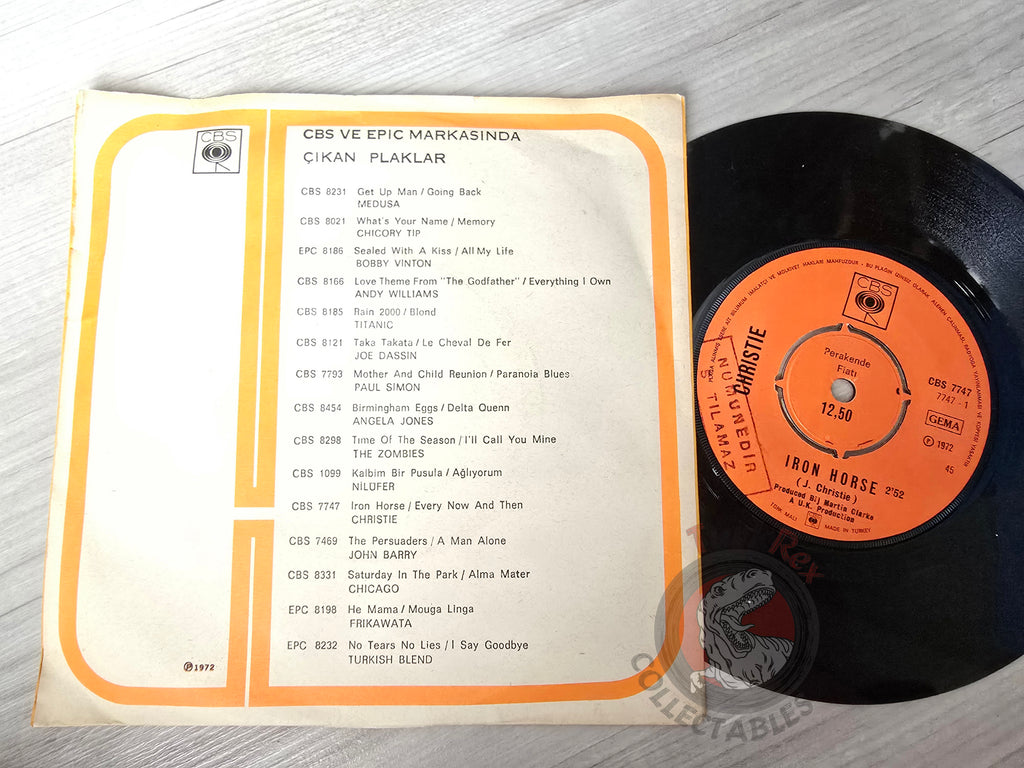 CBS
CBS VE EPIC MARKASINDA
ÇIKAN PLAKLAR
CBS 8231 Get Up Man / Going Back
MEDUSA
CBS 8021 What's Your Name / Memory
CHICORY TIP
EPC 8186 Sealed With A Kiss / All My Life
BOBBY VINTON
CBS 8166 Love Theme From "The Godfather" / Everything I Own
ANDY WILLIAMS
CBS 8185 Rain 2000 / Blond
TITANIC
CBS 8121 Taka Takata / Le Cheval De Fer
JOE DASSIN
CBS 7793 Mother And Child Reunion / Paranoia Blues
PAUL SIMON
CBS 8454 Birmingham Eggs / Delta Quenn
ANGELA JONES
CBS 8298 Time Of The Season / I'll Call You Mine
THE ZOMBIES
CBS 1099 Kalbim Bir Pusula / Ağlıyorum
NİLÜFER
CBS 7747 Iron Horse / Every Now And Then
CHRISTIE
CBS 7469 The Persuaders / A Man Alone
JOHN BARRY
CBS 8331 Saturday In The Park / Alma Mater
CHICAGO
EPC 8198 He Mama / Mouga Linga
FRIKAWATA
EPC 8232 No Tears No Lies / I Say Goodbye
TURKISH BLEND
℗ 1972
CBS
CHRISTIE
NUMUNEDİR
SATILAMAZ
Perakende
Fiatı
12,50
CBS 7747
7747 - 1
GEMA
℗ 1972
45
IRON HORSE 2'52
(J. Christie)
Produced Bij Martin Clarke
A U.K. Production
TÜRK MALI MADE IN TURKEY
Rex
COLLECTABLES